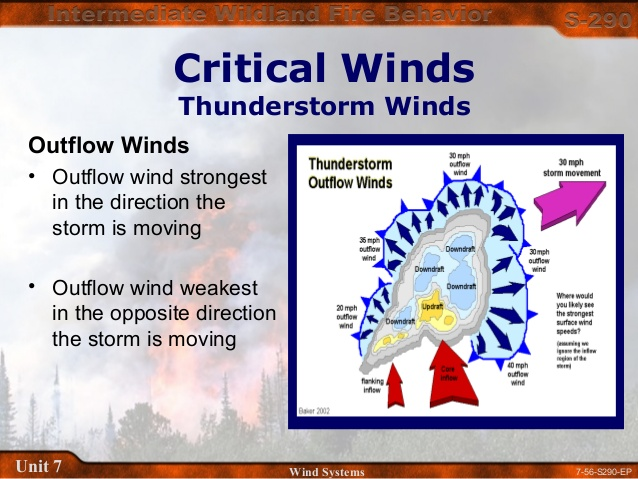 Intermediate Wildland Fire Behavior
S-290
Critical Winds
Thunderstorm Winds
Outflow Winds
• Outflow wind strongest
in the direction the
storm is moving
• Outflow wind weakest
in the opposite direction
the storm is moving
Thunderstorm
Outflow Winds
30 mph
outflow
wind
30 mph
storm movement
35 mph
outflow
wind
Downdraft
Downdraft
Downdraft
30 mph
outflow
wind
20 mph
outflow
wind
Updraft
Downdraft
Where would
you likely see
the strongest
surface wind
speeds?
(assuming we
ignore the inflow
region of the
storm)
flanking
inflow
Core
inflow
40 mph
outflow
wind
Baker 2002
Unit 7
Wind Systems
7-56-S290-EP